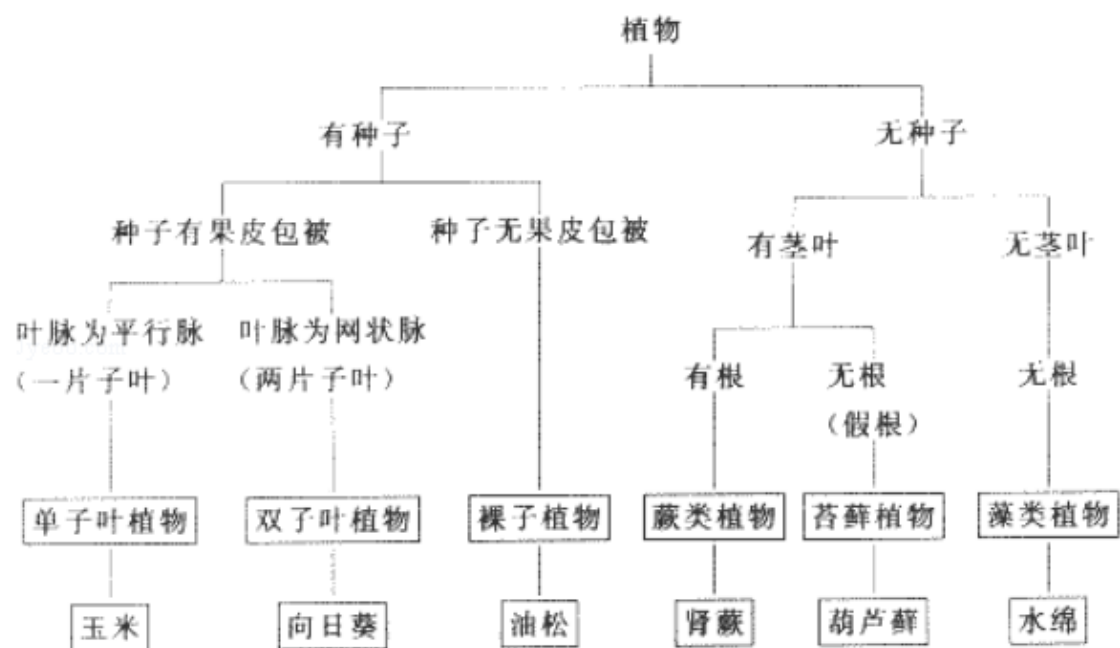 植物
有种子
无种子
种子有果皮包被
种子无果皮包被
有茎叶
无茎叶
叶脉为平行脉
(一片子叶)
叶脉为网状脉
(两片子叶)
有根
无根
(假根)
无根
单子叶植物
双子叶植物
裸子植物
蕨类植物
苔藓植物
藻类植物
玉米
向日葵
油松
肾蕨
葫芦藓
水绵